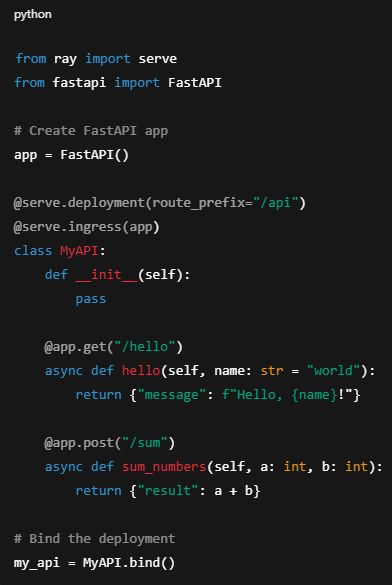 python
from ray import serve
from fastapi import FastAPI
# Create FastAPI app
app = FastAPI()
@serve.deployment(route_prefix="/api")
@serve.ingress(app)
class MyAPI:
    def __init__(self):
        pass
    @app.get("/hello")
    async def hello(self, name: str = "world"):
        return {"message": f"Hello, {name}!"}
    @app.post("/sum")
    async def sum_numbers(self, a: int, b: int):
        return {"result": a + b}
# Bind the deployment
my_api = MyAPI.bind()